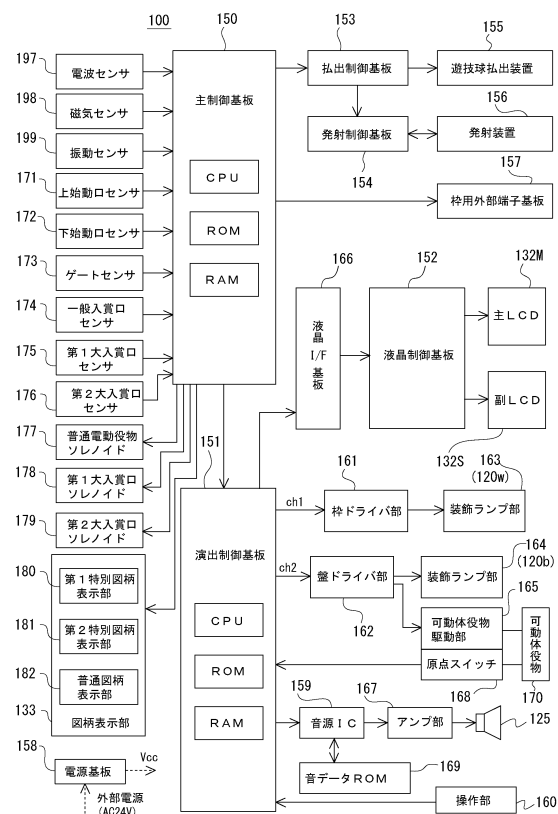 100
150
153
155
197
電波センサ
主制御基板
払出制御基板
遊技球払出装置
198
磁気センサ
156
199
振動センサ
発射制御基板
発射装置
171
上始動口センサ
CPU
154
157
172
下始動口センサ
ROM
枠用外部端子基板
173
ゲートセンサ
RAM
166
152
132M
174
一般入賞口
センサ
液晶
I/F
基板
液晶制御基板
主LCD
175
第1大入賞口
センサ
176
第2大入賞口
センサ
副LCD
177
普通電動役物
ソレノイド
151
132S
163
(120w)
178
第1大入賞口
ソレノイド
161
ch1
枠ドライバ部
装飾ランプ部
179
第2大入賞口
ソレノイド
演出制御基板
164
(120b)
ch2
盤ドライバ部
装飾ランプ部
180
第1特別図柄
表示部
162
165
181
第2特別図柄
表示部
CPU
可動体役物
駆動部
可動体役物
182
普通図柄
表示部
ROM
原点スイッチ
159
167
168
170
133
図柄表示部
RAM
音源IC
アンプ部
125
158
電源基板
Vcc
音データROM
169
外部電源
(AC24V)
操作部
160